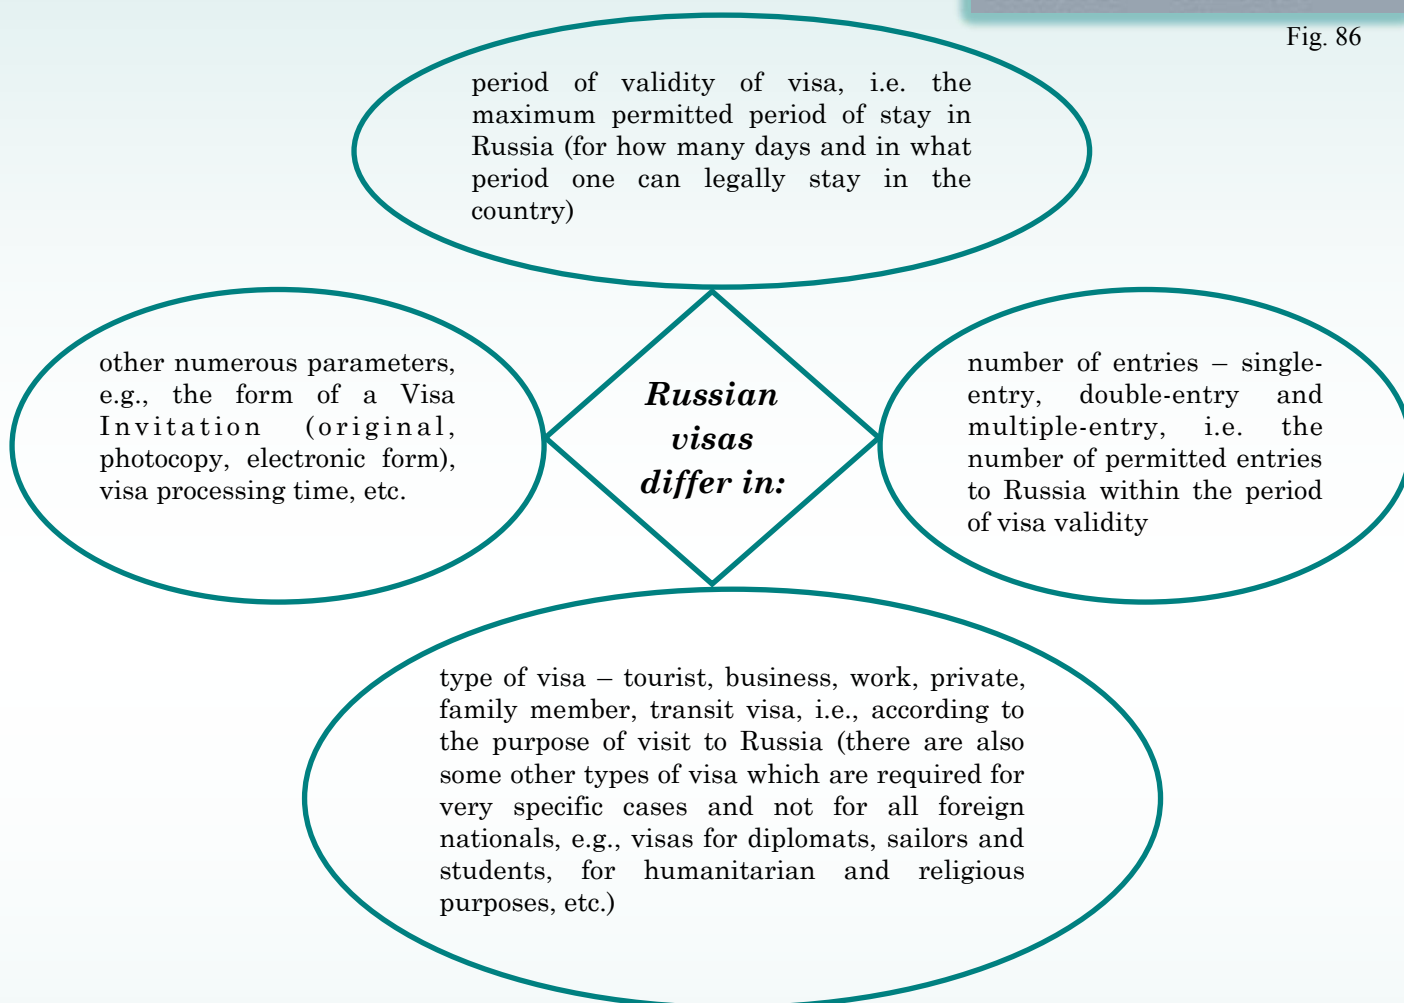 Fig. 86
period of validity of visa, i.e. the
maximum permitted period of stay in
Russia (for how many days and in what
period one can legally stay in the
country)
other numerous parameters,
e.g., the form of a Visa
Invitation (original,
photocopy, electronic form),
visa processing time, etc.
Russian
visas
differ in:
number of entries – single-
entry, double-entry and
multiple-entry, i.e. the
number of permitted entries
to Russia within the period
of visa validity
type of visa – tourist, business, work, private,
family member, transit visa, i.e., according to
the purpose of visit to Russia (there are also
some other types of visa which are required for
very specific cases and not for all foreign
nationals, e.g., visas for diplomats, sailors and
students, for humanitarian and religious
purposes, etc.)